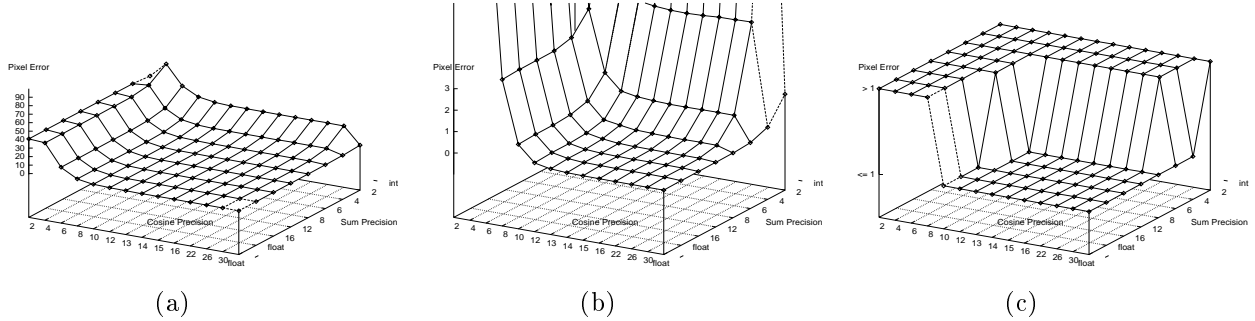 Pixel Error
90
80
70
60
50
40
30
20
10
0
2 4 6 8 10 12 13 14 15 16 22 26 30 float
Cosine Precision
float 16 12 8 4 2 int
Sum Precision
(a)
Pixel Error
3
2
1
0
2 4 6 8 10 12 13 14 15 16 22 26 30 float
Cosine Precision
float 16 12 8 4 2 int
Sum Precision
(b)
Pixel Error
> 1
<= 1
2 4 6 8 10 12 13 14 15 16 22 26 30 float
Cosine Precision
float 16 12 8 4 2 int
Sum Precision
(c)